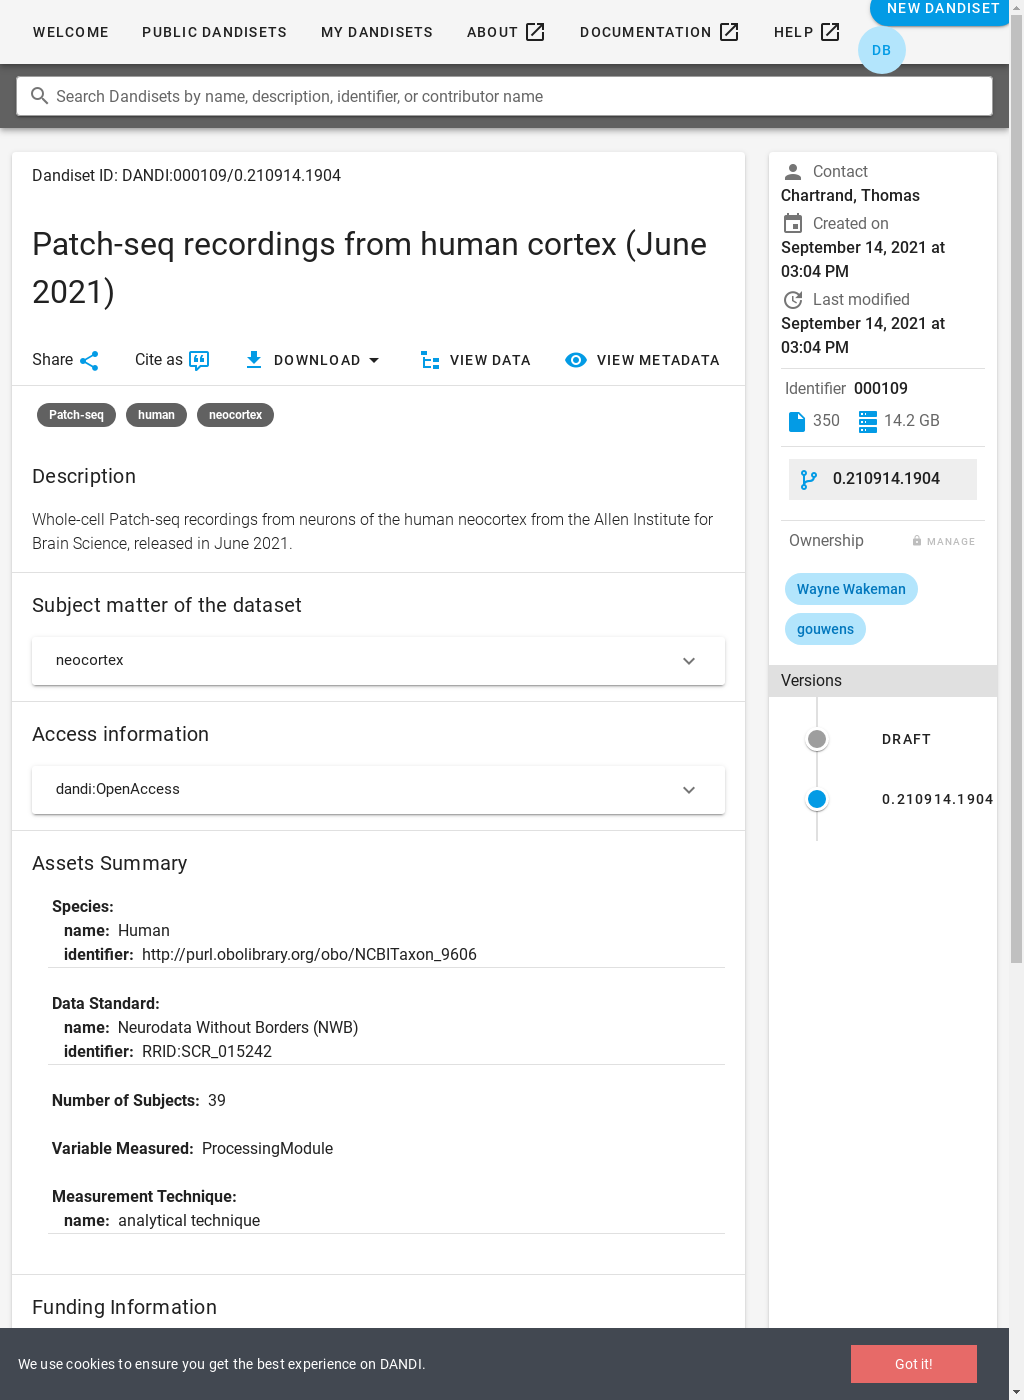 WELCOME PUBLIC DANDISETS MY DANDISETS ABOUT DOCUMENTATION HELP NEW DANDISET
DB
Search Dandisets by name, description, identifier, or contributor name
Dandiset ID: DANDI:000109/0.210914.1904
Patch-seq recordings from human cortex (June
2021)
Share Cite as DOWNLOAD VIEW DATA VIEW METADATA
Patch-seq human neocortex
Description
Whole-cell Patch-seq recordings from neurons of the human neocortex from the Allen Institute for
Brain Science, released in June 2021.
Subject matter of the dataset
neocortex
Access information
dandi:OpenAccess
Assets Summary
Species:
name: Human
identifier: http://purl.obolibrary.org/obo/NCBITaxon_9606
Data Standard:
name: Neurodata Without Borders (NWB)
identifier: RRID:SCR_015242
Number of Subjects: 39
Variable Measured: ProcessingModule
Measurement Technique:
name: analytical technique
Funding Information
Contact
Chartrand, Thomas
Created on
September 14, 2021 at
03:04 PM
Last modified
September 14, 2021 at
03:04 PM
Identifier 000109
350 14.2 GB
0.210914.1904
Ownership MANAGE
Wayne Wakeman
gouwens
Versions
DRAFT
0.210914.1904
We use cookies to ensure you get the best experience on DANDI.
Got it!